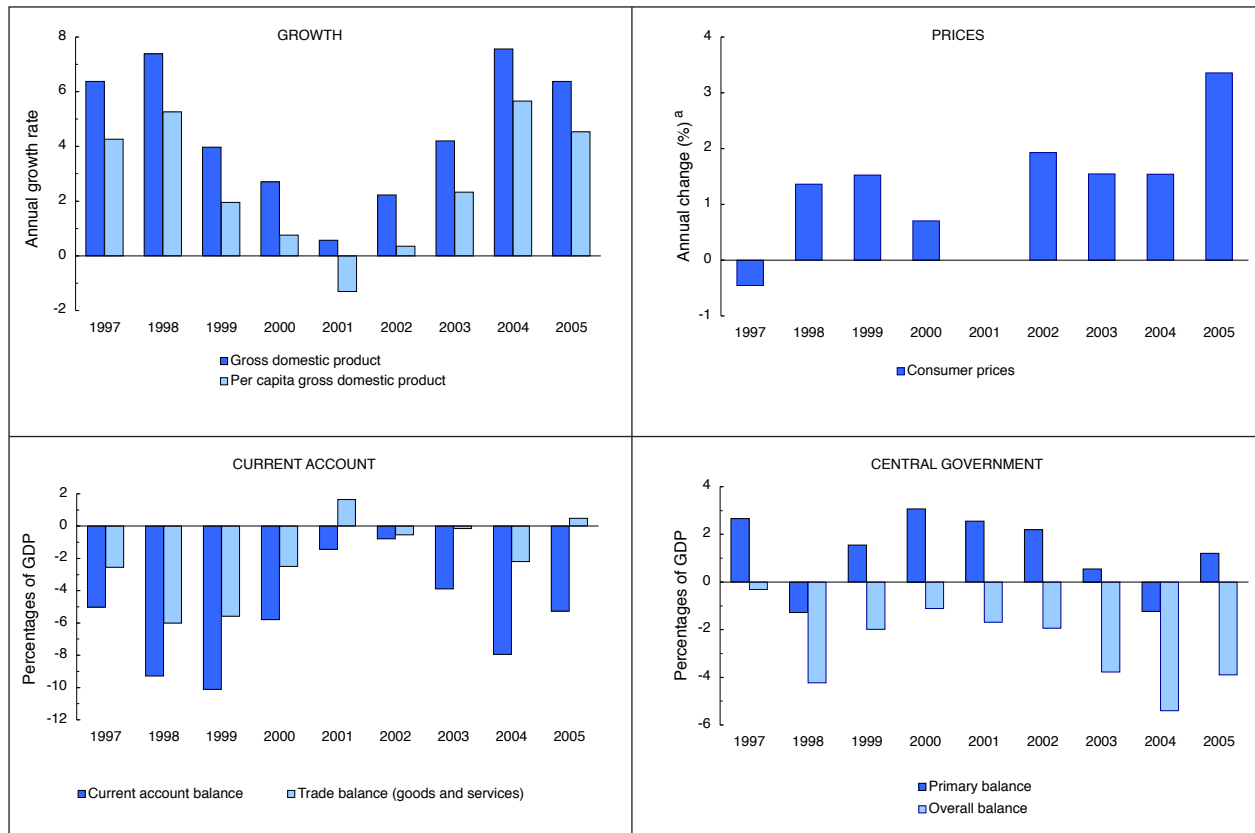 GROWTH
Annual growth rate
8
6
4
2
0
-2
1997 1998 1999 2000 2001 2002 2003 2004 2005
Gross domestic product
Per capita gross domestic product
PRICES
Annual change (%) a
4
3
2
1
0
-1
1997 1998 1999 2000 2001 2002 2003 2004 2005
Consumer prices
CURRENT ACCOUNT
Percentages of GDP
2
0
-2
-4
-6
-8
-10
-12
1997 1998 1999 2000 2001 2002 2003 2004 2005
Current account balance Trade balance (goods and services)
CENTRAL GOVERNMENT
Percentages of GDP
4
2
0
-2
-4
-6
1997 1998 1999 2000 2001 2002 2003 2004 2005
Primary balance
Overall balance